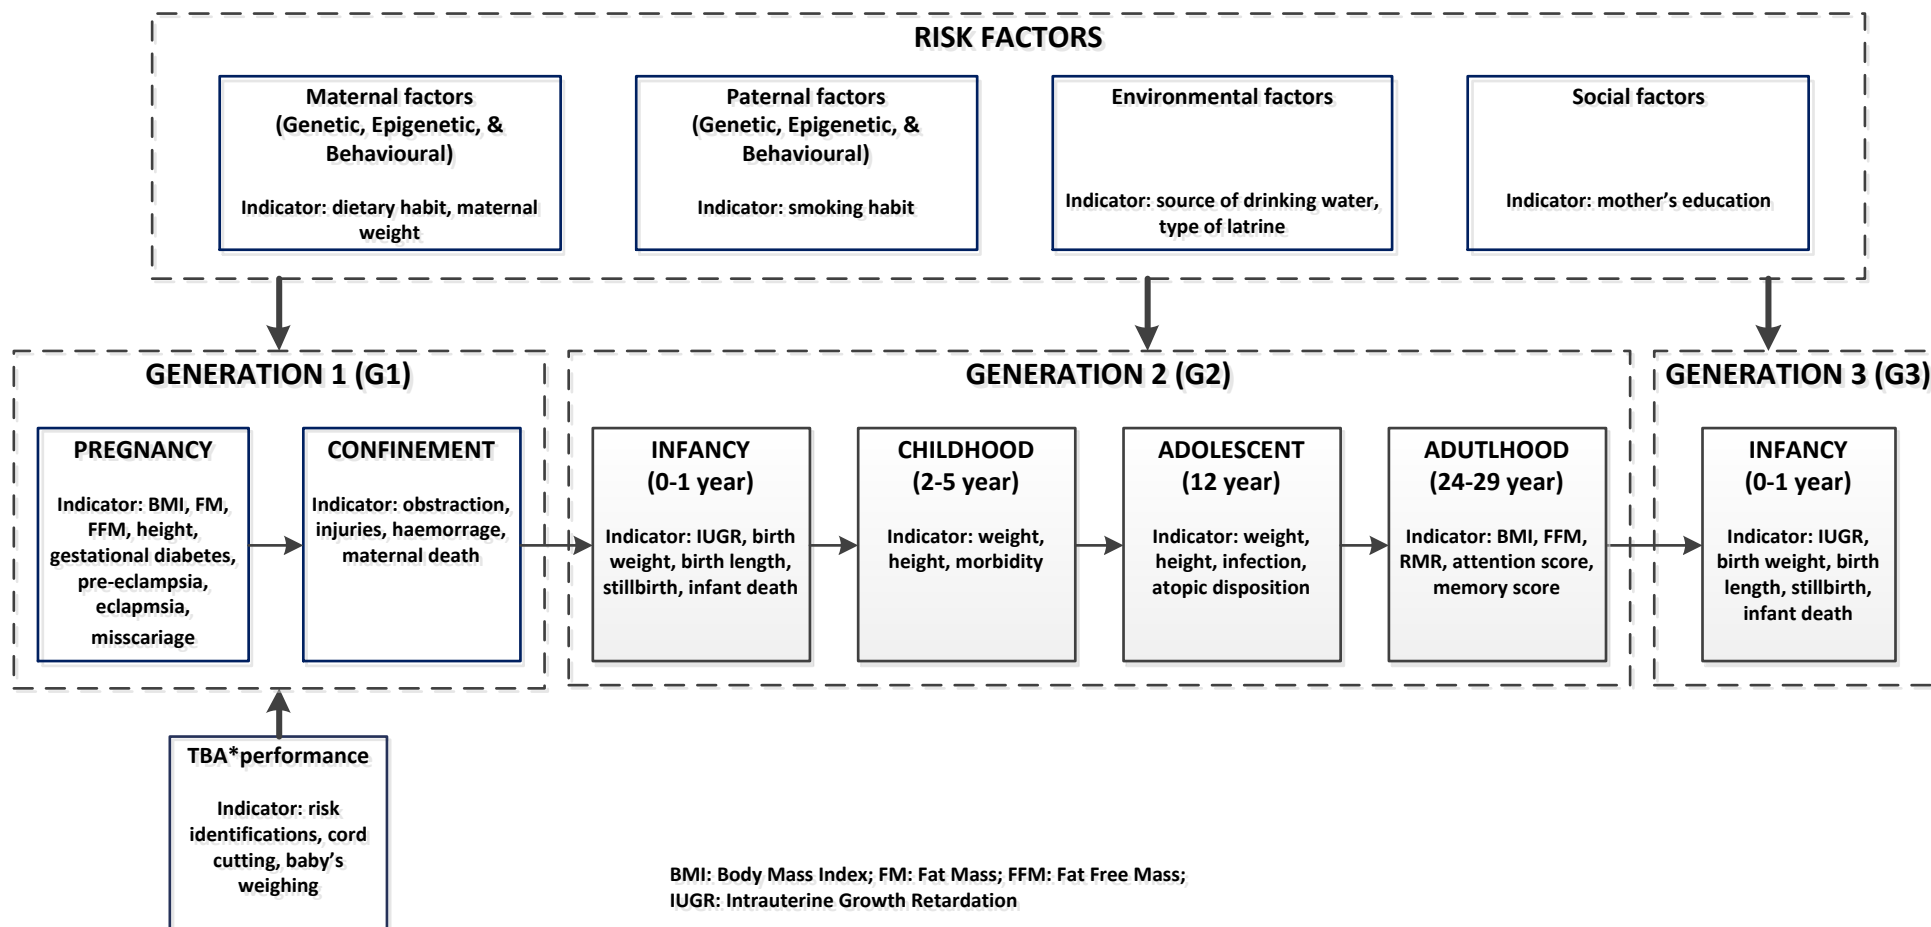 RISK FACTORS
Maternal factors
(Genetic, Epigenetic, &
Behavioural)
Indicator: dietary habit, maternal
weight
Paternal factors
(Genetic, Epigenetic, &
Behavioural)
Indicator: smoking habit
Environmental factors
Indicator: source of drinking water,
type of latrine
Social factors
Indicator: mother's education
GENERATION 1 (G1)
PREGNANCY
Indicator: BMI, FM,
FFM, height,
gestational diabetes,
pre-eclampsia,
eclapmsia,
misscariage
CONFINEMENT
Indicator: obstraction,
injuries, haemorrage,
maternal death
GENERATION 2 (G2)
INFANCY
(0-1 year)
Indicator: IUGR, birth
weight, birth length,
stillbirth, infant death
CHILDHOOD
(2-5 year)
Indicator: weight,
height, morbidity
ADOLESCENT
(12 year)
Indicator: weight,
height, infection,
atopic disposition
ADUTLHOOD
(24-29 year)
Indicator: BMI, FFM,
RMR, attention score,
memory score
GENERATION 3 (G3)
INFANCY
(0-1 year)
Indicator: IUGR,
birth weight, birth
length, stillbirth,
infant death
TBA*performance
Indicator: risk
identifications, cord
cutting, baby's
weighing
BMI: Body Mass Index; FM: Fat Mass; FFM: Fat Free Mass;
IUGR: Intrauterine Growth Retardation